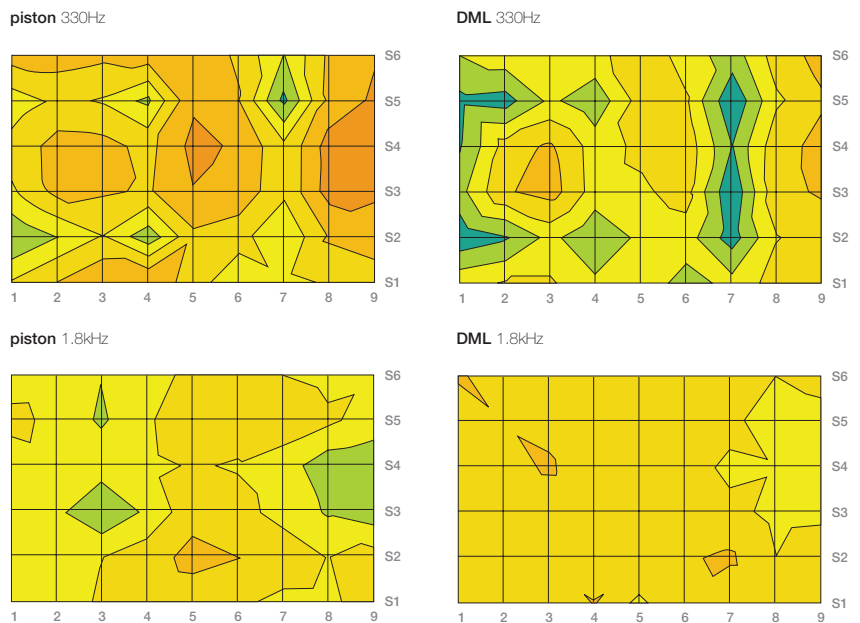 piston 330Hz
DML 330Hz
S6
S5
S4
S3
S2
S1
1 2 3 4 5 6 7 8 9
S6
S5
S4
S3
S2
S1
1 2 3 4 5 6 7 8 9
piston 1.8kHz
DML 1.8kHz
S6
S5
S4
S3
S2
S1
1 2 3 4 5 6 7 8 9
S6
S5
S4
S3
S2
S1
1 2 3 4 5 6 7 8 9